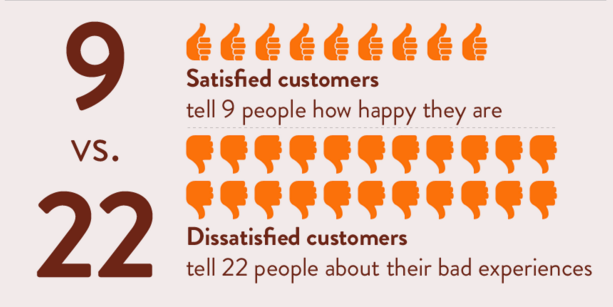 9
vs.
22
Satisfied customers
tell 9 people how happy they are
Dissatisfied customers
tell 22 people about their bad experiences